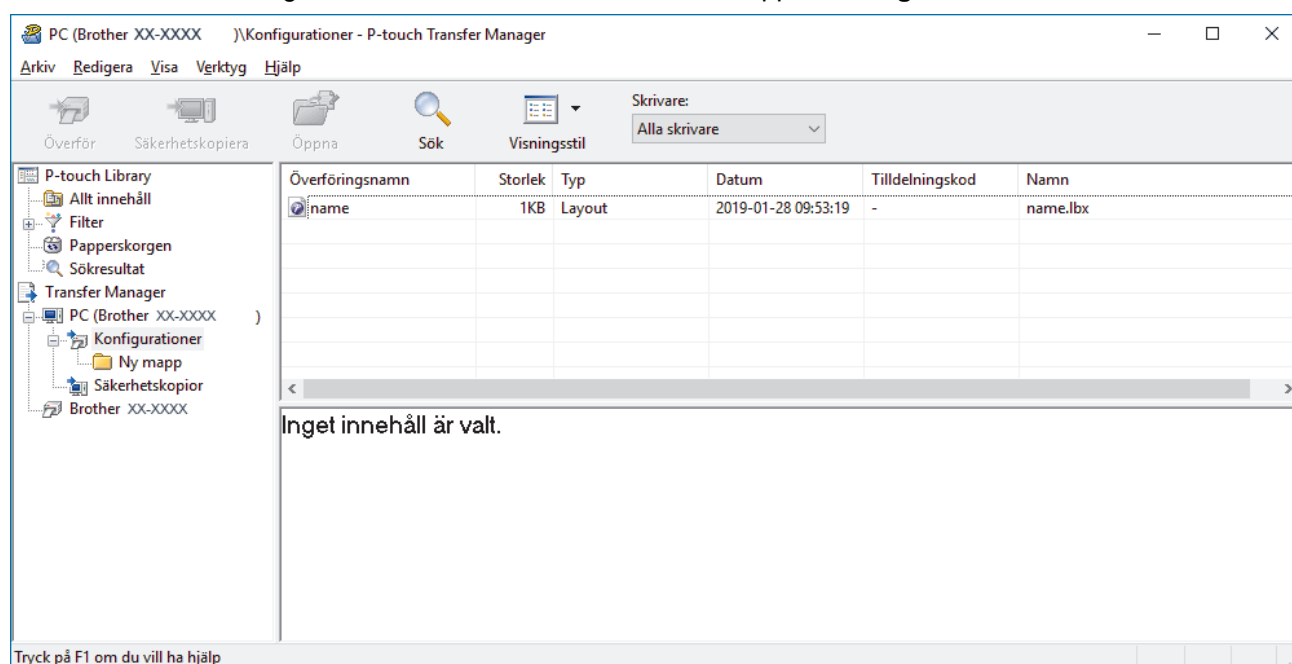 PC (Brother XX-XXXX )\Konfigurationer - P-touch Transfer Manager
Arkiv Redigera Visa Verktyg Hjälp
Skrivare:
Alla skrivare
Överför Säkerhetskopiera Öppna Sök Visningsstil
P-touch Library
Allt innehåll
Filter
Papperskorgen
Sökresultat
Transfer Manager
PC (Brother XX-XXXX )
Konfigurationer
Ny mapp
Säkerhetskopior
Brother XX-XXXX
Överföringsnamn Storlek Typ Datum Tilldelningskod Namn
name 1KB Layout 2019-01-28 09:53:19 - name.lbx
Inget innehåll är valt.
Tryck på F1 om du vill ha hjälp